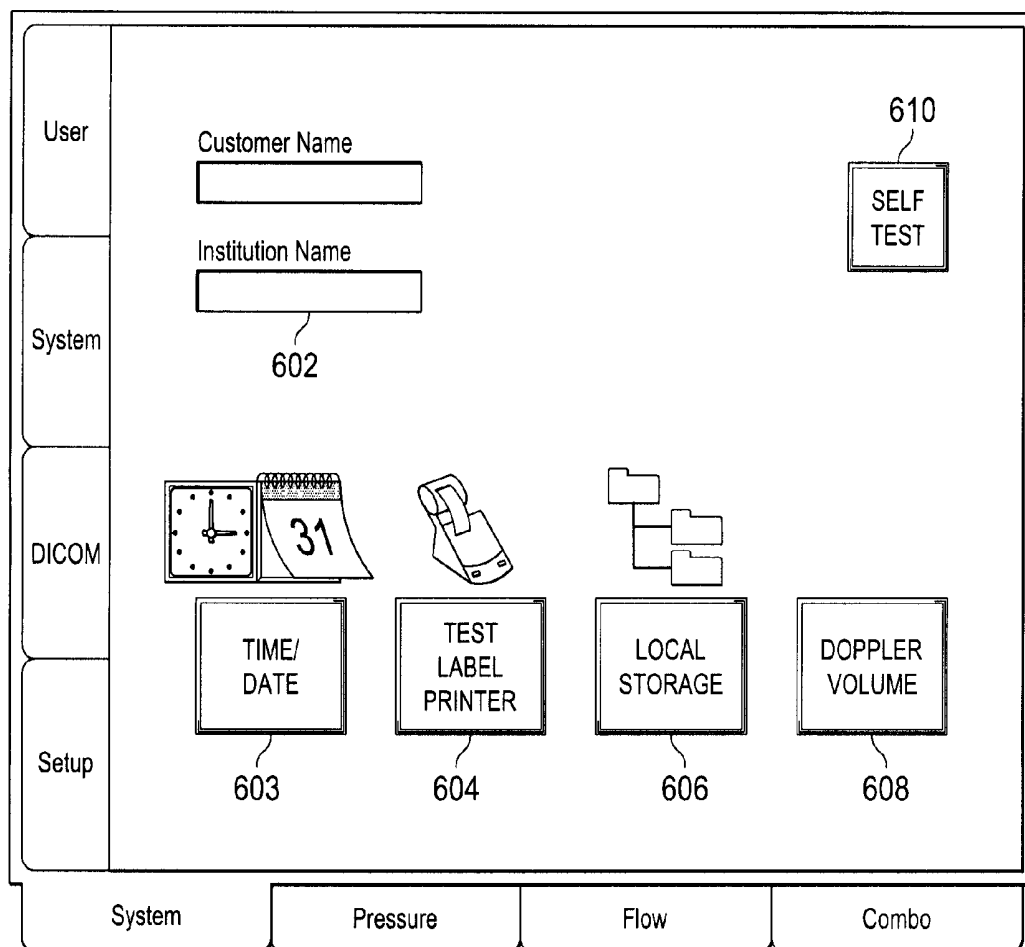 User
System
DICOM
Setup
Customer Name
Institution Name
602
610
SELF
TEST
31
TIME/
DATE
603
TEST
LABEL
PRINTER
604
LOCAL
STORAGE
606
DOPPLER
VOLUME
608
System
Pressure
Flow
Combo